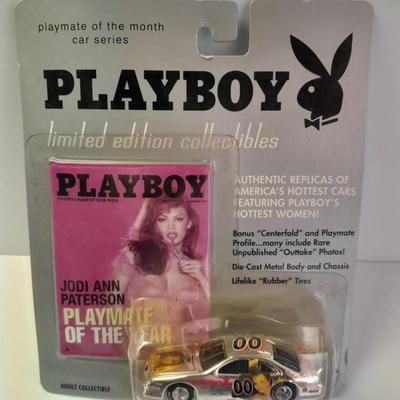 playmate of the month
car series
PLAYBOY
limited edition collectibles
AUTHENTIC REPLICAS OF
AMERICA'S HOTTEST CARS
FEATURING PLAYBOY'S
HOTTEST WOMEN!
Bonus "Centerfold" and Playmate
Profile...many include Rare
Unpublished "Outtake" Photos!
Die-Cast Metal Body and Chassis
Lifelike "Rubber" Tires
PLAYBOY
ENTERTAINMENT FOR MEN
JODI ANN
PATERSON
PLAYMATE
OF THE YEAR
00
00
ADULT COLLECTIBLE